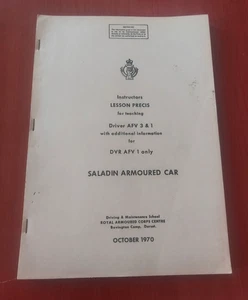 Instructors
LESSON PRECIS
for teaching
Driver AFV 3 & 1
with additional information
for
DVR AFV 1 only
SALADIN ARMOURED CAR
Driving & Maintenance School
ROYAL ARMOURED CORPS CENTRE
Bovington Camp, Dorset.
OCTOBER 1970